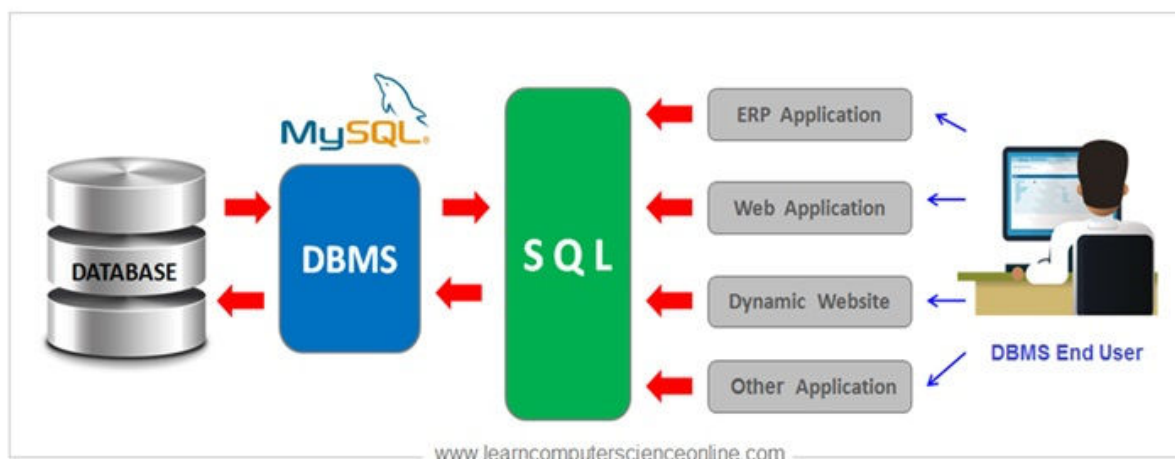 MySQL®
ERP Application
Web Application
DATABASE
DBMS
SQL
Dynamic Website
DBMS End User
Other Application
www.learncomputerscienceonline.com